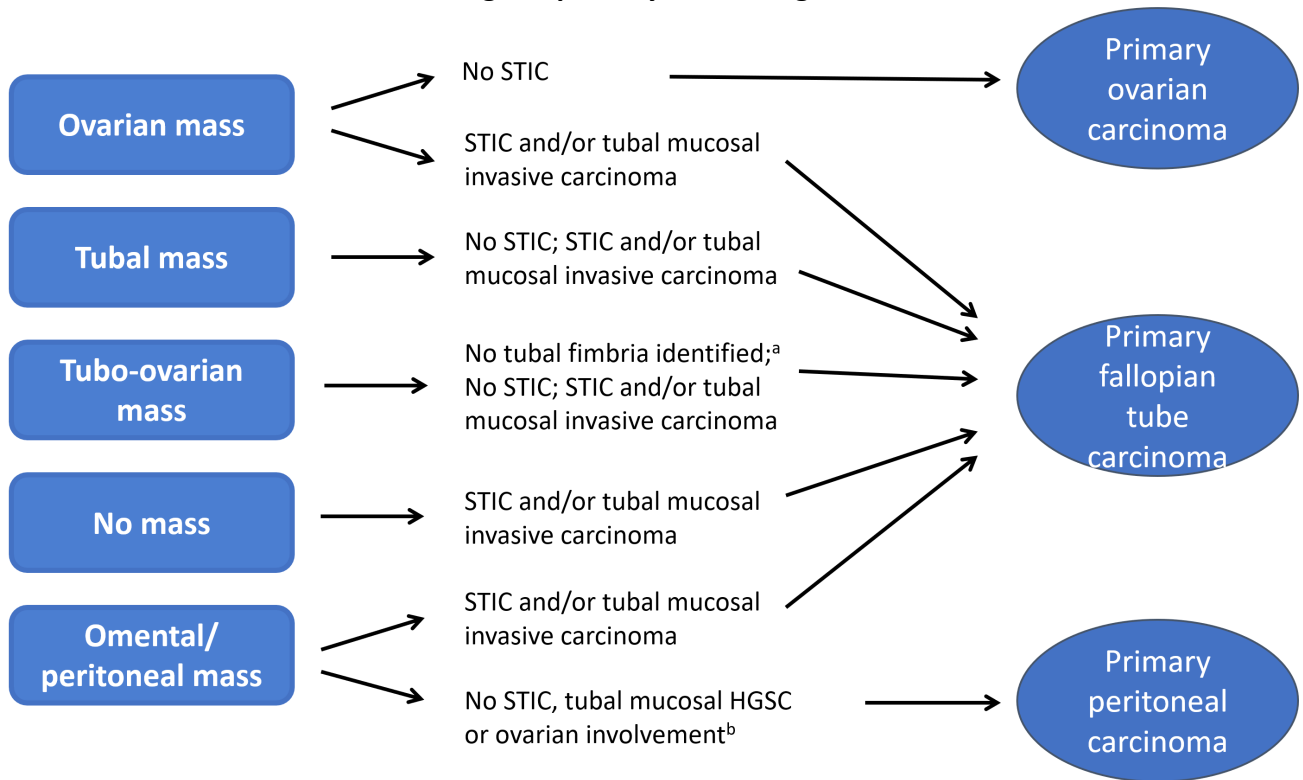 No STIC
Ovarian mass
STIC and/or tubal mucosal
invasive carcinoma
Primary
ovarian
carcinoma
Tubal mass
No STIC; STIC and/or tubal
mucosal invasive carcinoma
Tubo-ovarian
mass
No tubal fimbria identified;ᵃ
No STIC; STIC and/or tubal
mucosal invasive carcinoma
Primary
fallopian
tube
carcinoma
No mass
STIC and/or tubal mucosal
invasive carcinoma
Omental/
peritoneal mass
STIC and/or tubal mucosal
invasive carcinoma
No STIC, tubal mucosal HGSC
or ovarian involvementᵇ
Primary
peritoneal
carcinoma